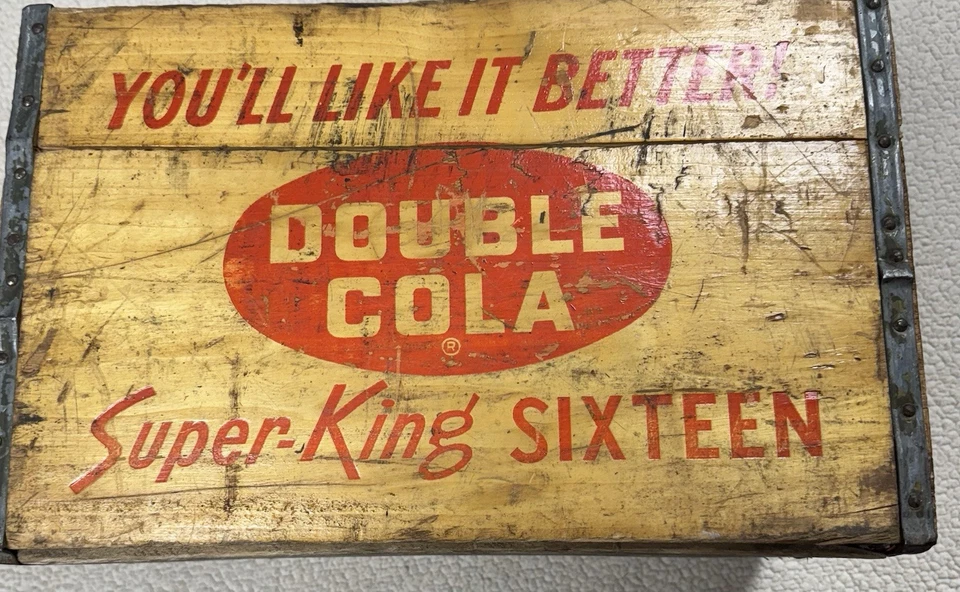 YOU'LL LIKE IT BETTER!
DOUBLE
COLA
®
Super-King SIXTEEN